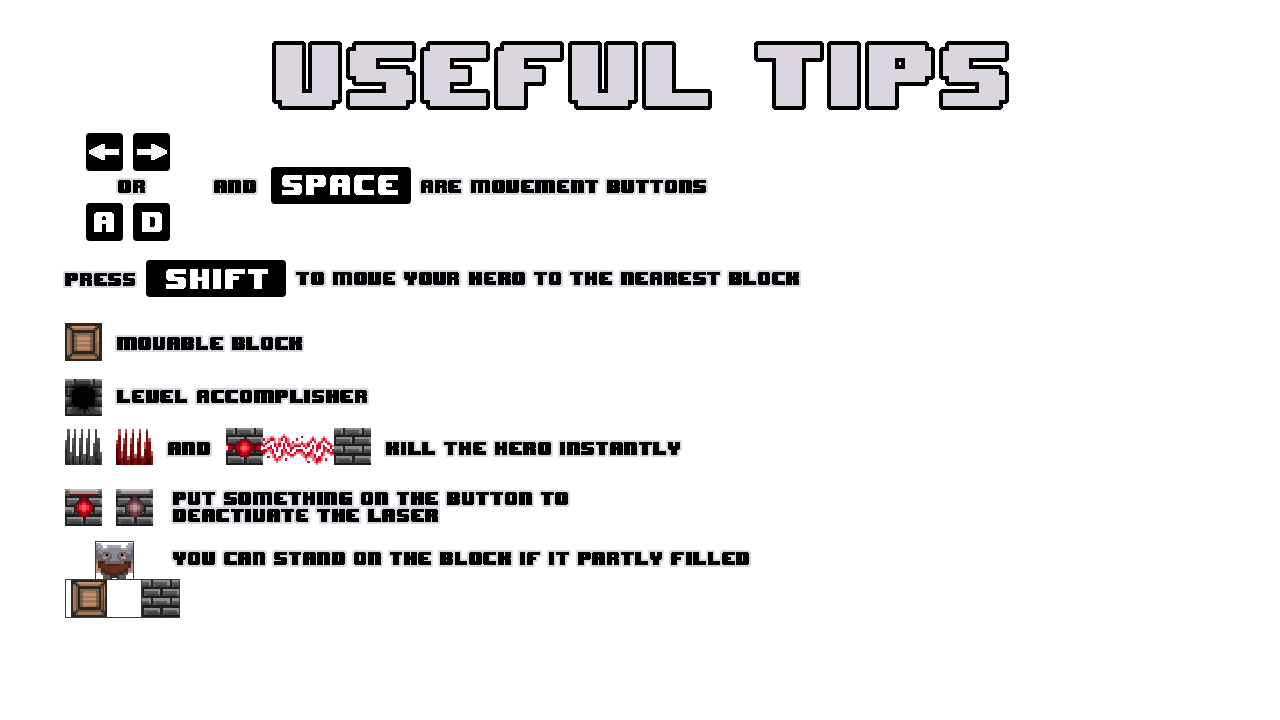 USEFUL TIPS
OR
AND SPACE ARE MOVEMENT BUTTONS
A D
PRESS SHIFT TO MOVE YOUR HERO TO THE NEAREST BLOCK
MOVABLE BLOCK
LEVEL ACCOMPLISHER
AND KILL THE HERO INSTANTLY
PUT SOMETHING ON THE BUTTON TO
DEACTIVATE THE LASER
YOU CAN STAND ON THE BLOCK IF IT PARTLY FILLED